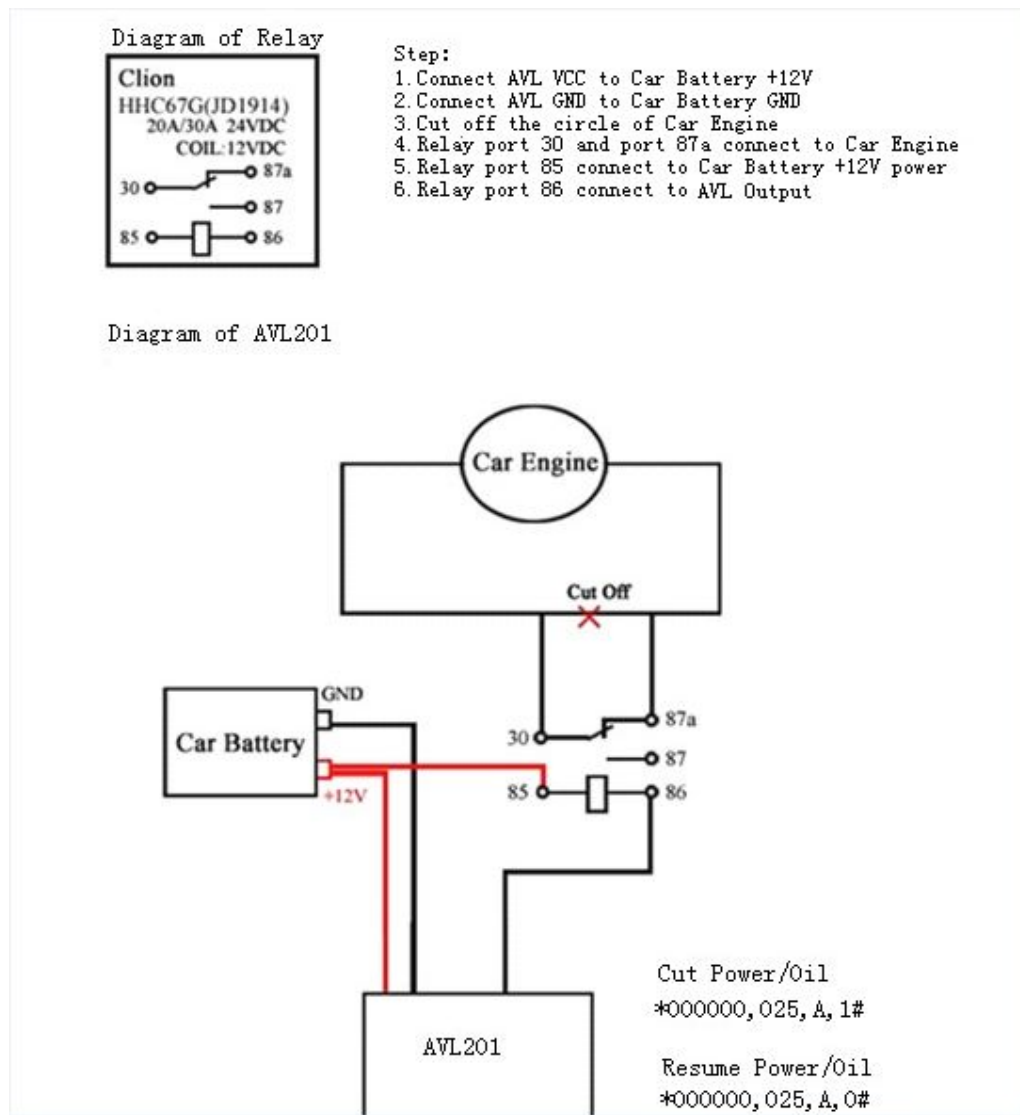 Diagram of Relay
Clion
HHC67G(JD1914)
20A/30A 24VDC
COIL:12VDC
87a
30
87
85
86
Step:
1.Connect AVL VCC to Car Battery +12V
2.Connect AVL GND to Car Battery GND
3.Cut off the circle of Car Engine
4.Relay port 30 and port 87a connect to Car Engine
5.Relay port 85 connect to Car Battery +12V power
6.Relay port 86 connect to AVL Output
Diagram of AVL201
Car Engine
Cut Off
GND
Car Battery
+12V
87a
30
87
85
86
AVL201
Cut Power/Oil
*000000,025,A,1#
Resume Power/Oil
*000000,025,A,0#